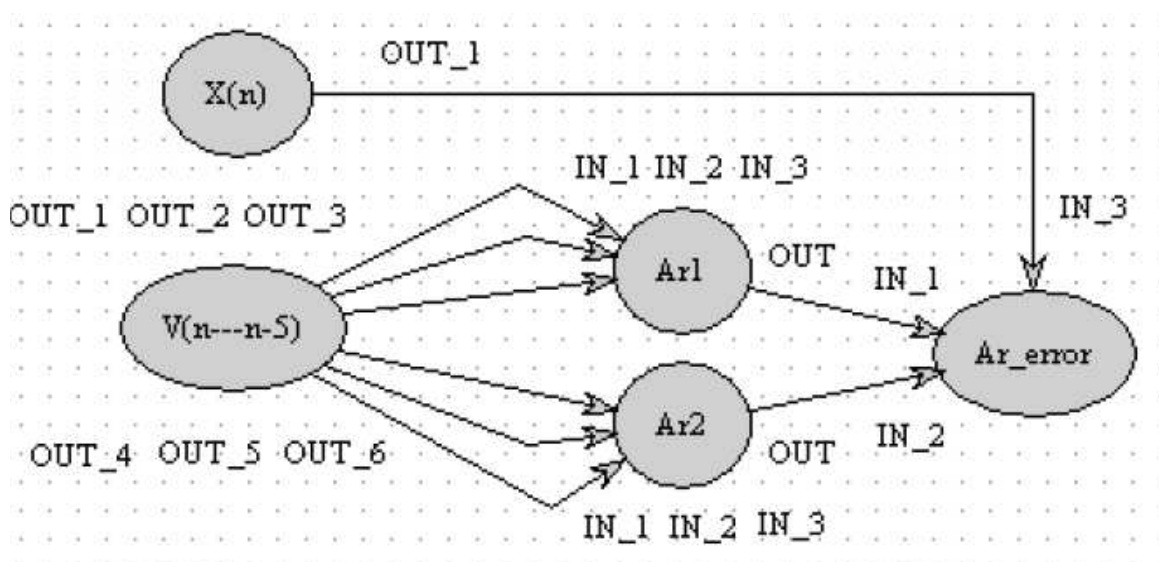 OUT_1
X(n)
IN_1 IN_2 IN_3
OUT_1 OUT_2 OUT_3
IN_3
Ar1
OUT
IN_1
V(n---n-5)
Ar_error
Ar2
IN_2
OUT_4 OUT_5 OUT_6
OUT
IN_1 IN_2 IN_3